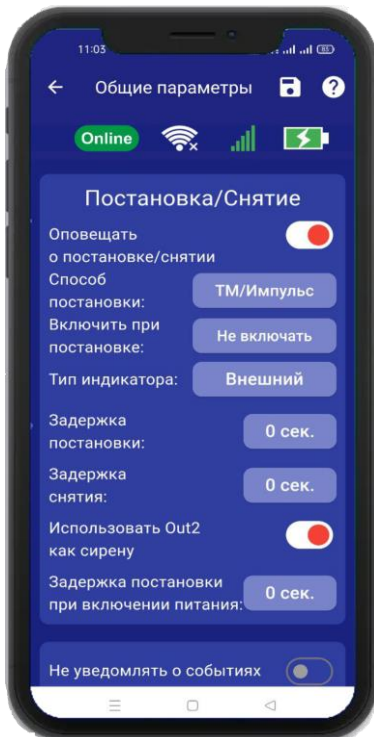 11:03
85
Общие параметры
Online
Постановка/Снятие
Оповещать
о постановке/снятии
Способ
постановки:
ТМ/Импульс
Включить при
постановке:
Не включать
Тип индикатора:
Внешний
Задержка
постановки:
0 сек.
Задержка
снятия:
0 сек.
Использовать Out2
как сирену
Задержка постановки
при включении питания:
0 сек.
Не уведомлять о событиях